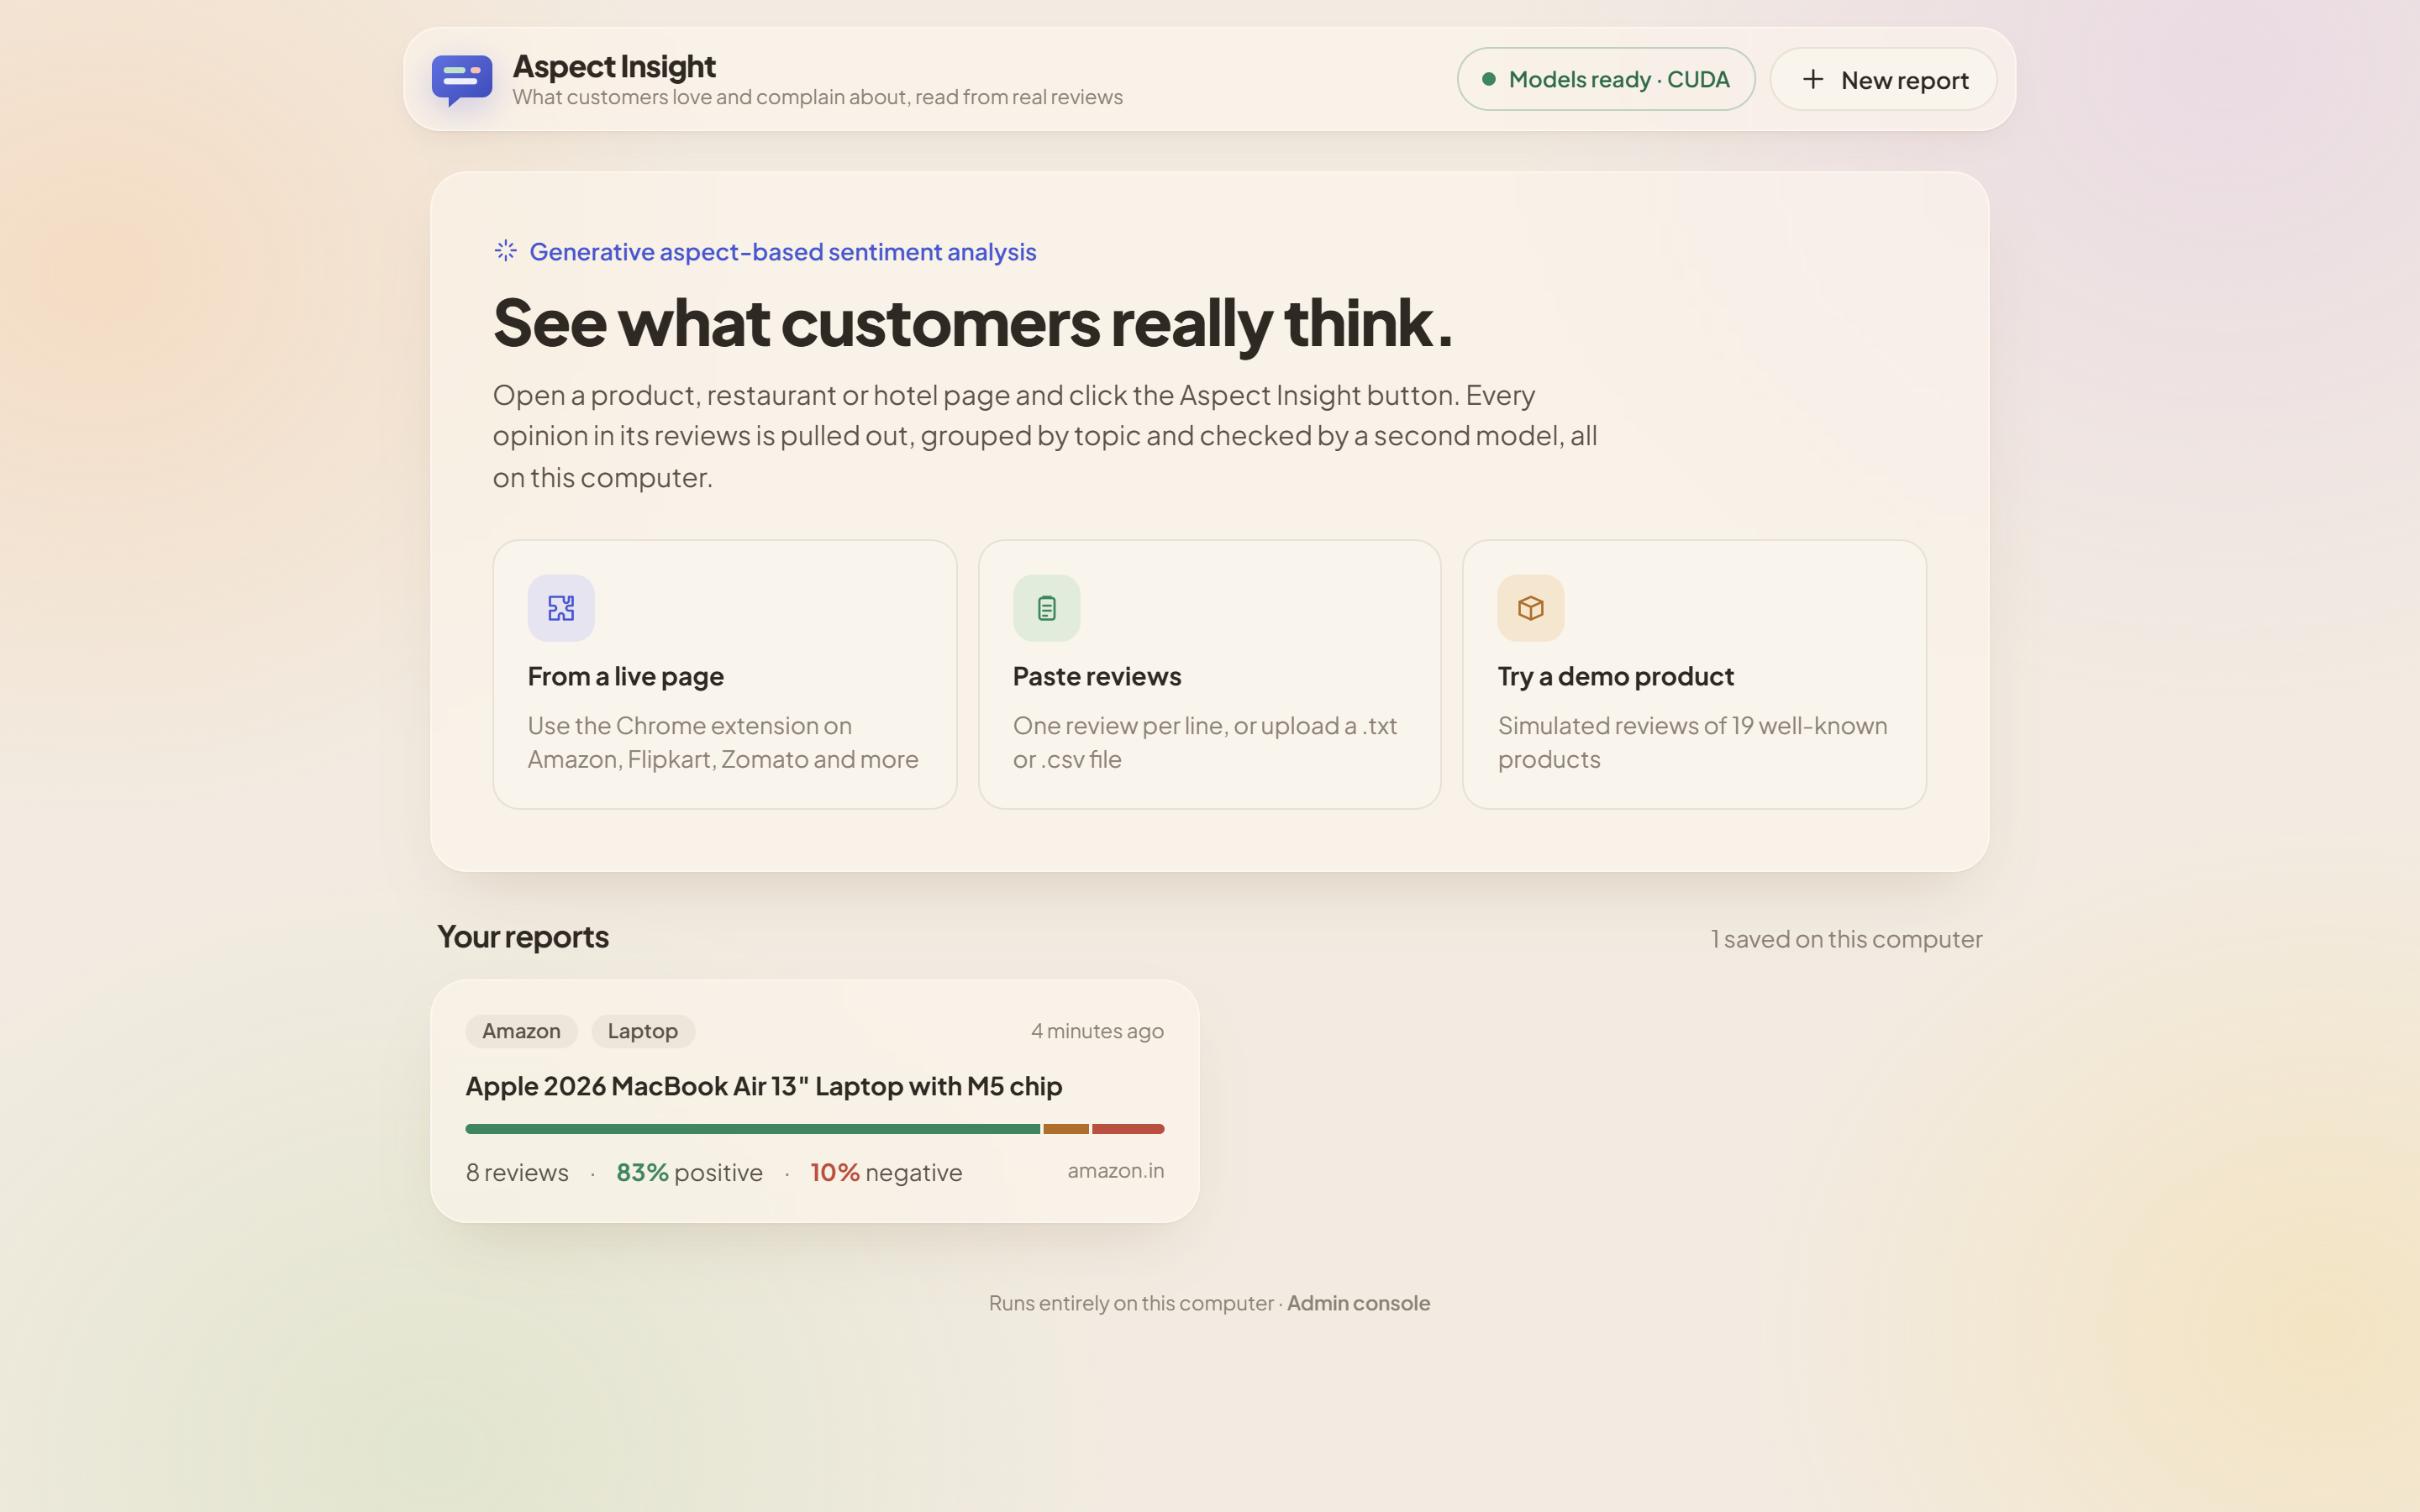 Aspect Insight
What customers love and complain about, read from real reviews
Models ready · CUDA
New report
Generative aspect-based sentiment analysis
See what customers really think.
Open a product, restaurant or hotel page and click the Aspect Insight button. Every
opinion in its reviews is pulled out, grouped by topic and checked by a second model, all
on this computer.
From a live page
Use the Chrome extension on
Amazon, Flipkart, Zomato and more
Paste reviews
One review per line, or upload a .txt
or .csv file
Try a demo product
Simulated reviews of 19 well-known
products
Your reports
1 saved on this computer
Amazon
Laptop
4 minutes ago
Apple 2026 MacBook Air 13" Laptop with M5 chip
8 reviews · 83% positive · 10% negative
amazon.in
Runs entirely on this computer · Admin console